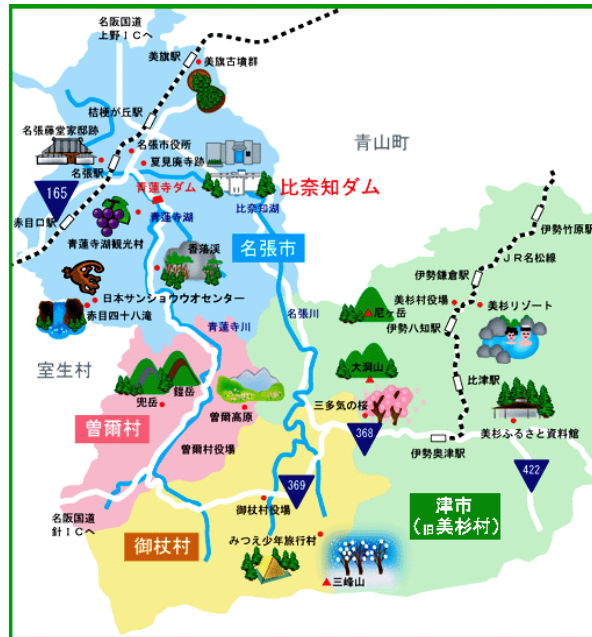 名阪国道
上野ICへ
美旗駅
美旗古墳群
桔梗が丘駅
名張藤堂家邸跡
名張市役所
夏見廃寺跡
青山町
名張駅
165
青蓮寺ダム
比奈知ダム
赤目口駅
青蓮寺湖
比奈知湖
伊勢竹原駅
青蓮寺湖観光村
名張市
香落渓
JR名松線
伊勢鎌倉駅
日本サンショウウオセンター
美杉村役場
美杉リゾート
尼ヶ岳
赤目四十八滝
名張川
伊勢八知駅
青蓮寺川
室生村
大洞山
比津駅
兜岳
鎧岳
曽爾高原
三多気の桜
曽爾村
368
美杉ふるさと資料館
曽爾村役場
伊勢奥津駅
422
369
御杖村役場
津市
(旧美杉村)
名阪国道
針ICへ
御杖村
みつえ少年旅行村
三峰山